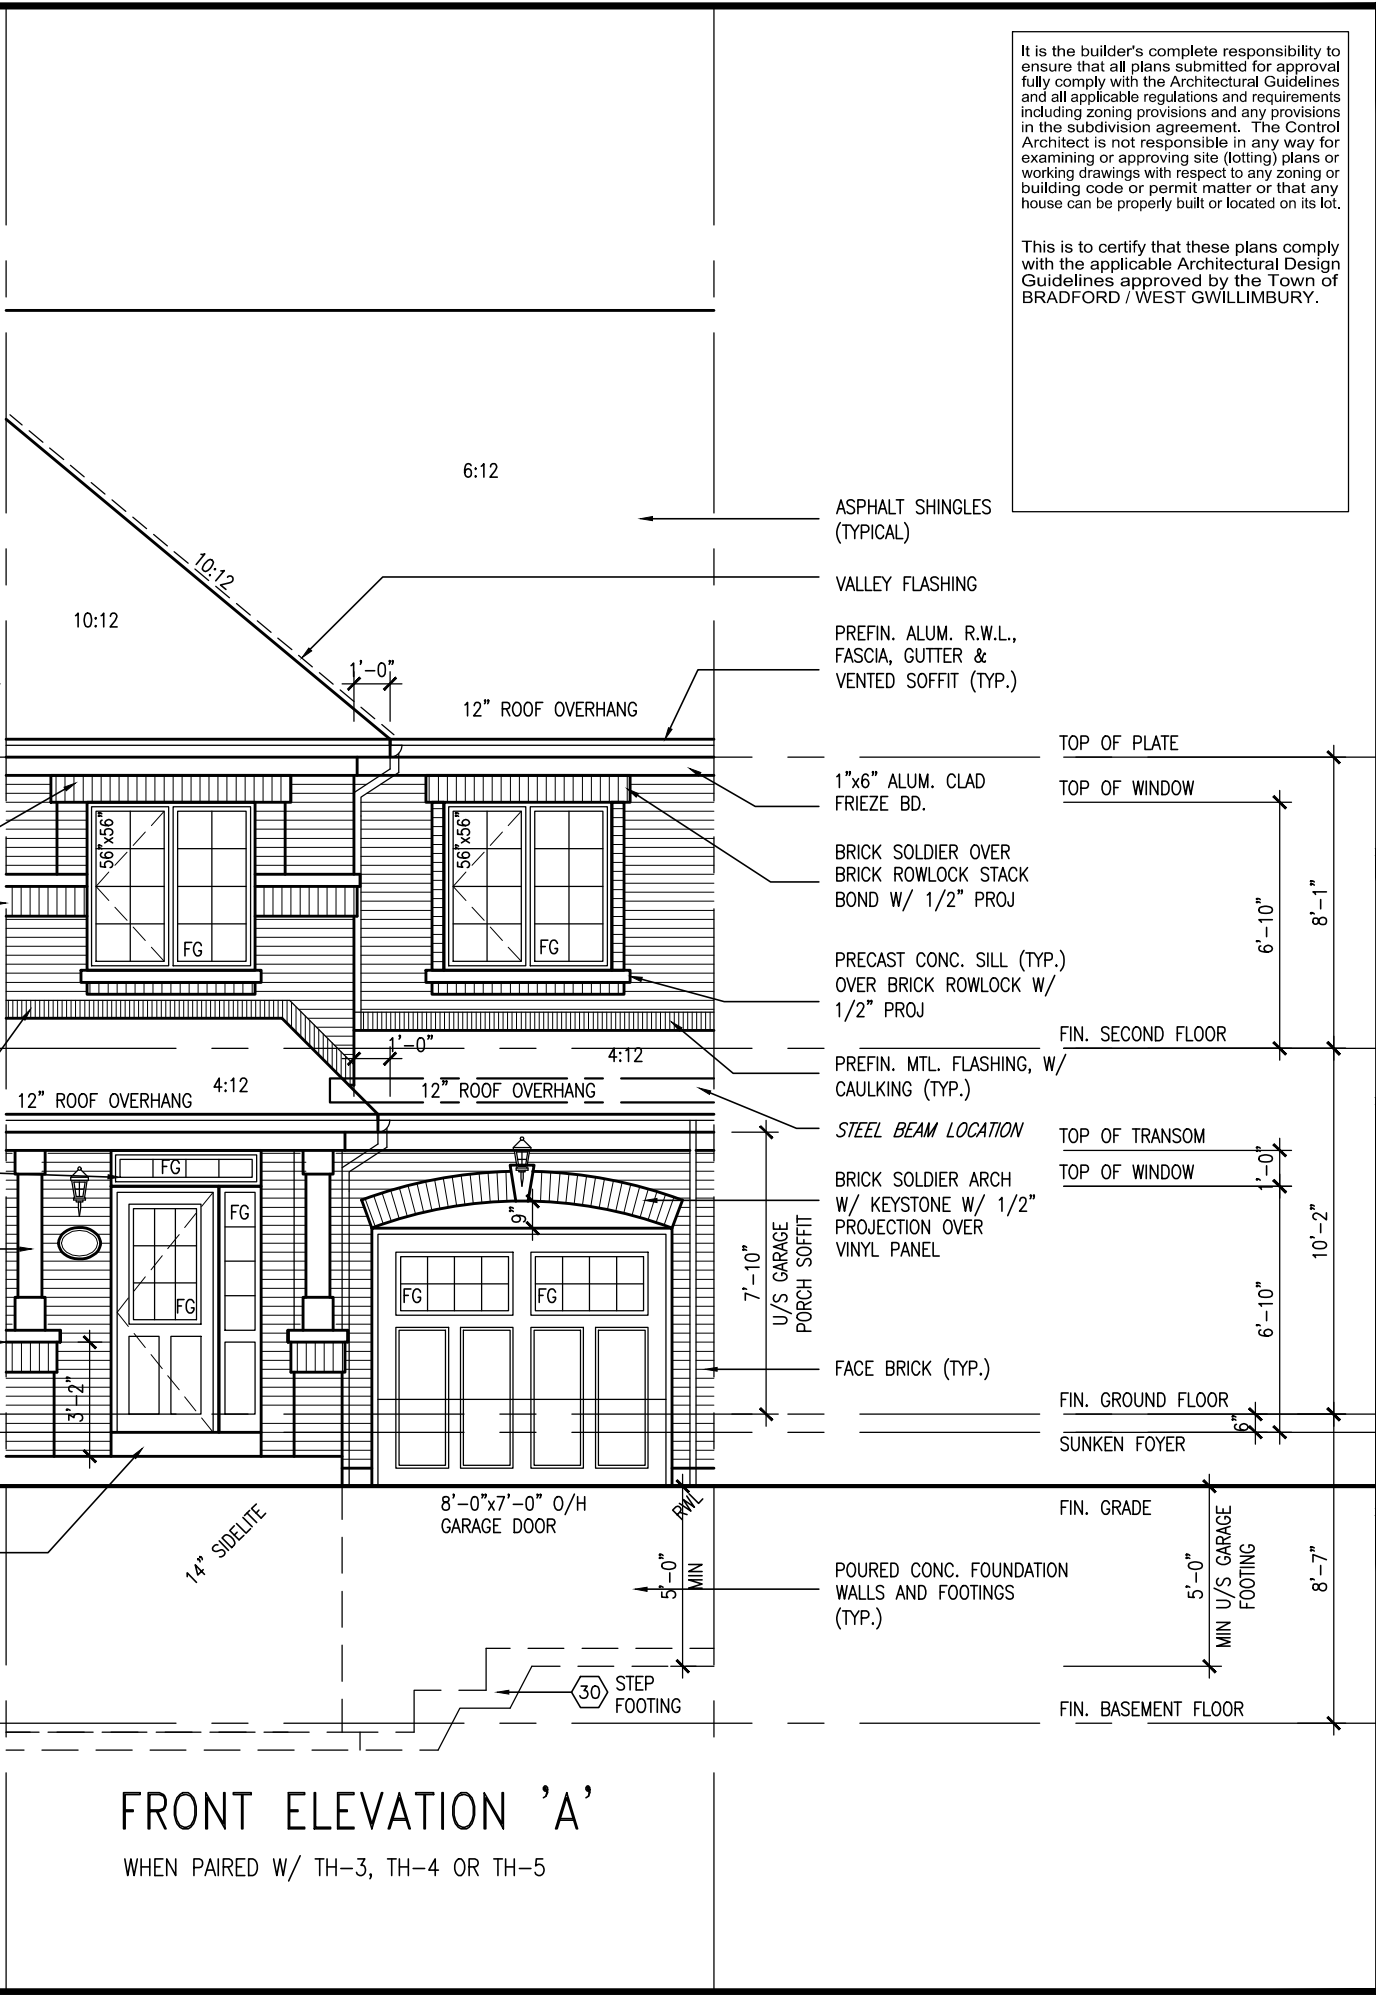 It is the builder's complete responsibility to
ensure that all plans submitted for approval
fully comply with the Architectural Guidelines
and all applicable regulations and requirements
including zoning provisions and any provisions
in the subdivision agreement. The Control
Architect is not responsible in any way for
examining or approving site (lotting) plans or
working drawings with respect to any zoning or
building code or permit matter or that any
house can be properly built or located on its lot.
This is to certify that these plans comply
with the applicable Architectural Design
Guidelines approved by the Town of
BRADFORD / WEST GWILLIMBURY.
6:12
10:12
10:12
1'-0"
12" ROOF OVERHANG
ASPHALT SHINGLES
(TYPICAL)
VALLEY FLASHING
PREFIN. ALUM. R.W.L.,
FASCIA, GUTTER &
VENTED SOFFIT (TYP.)
1"x6" ALUM. CLAD
FRIEZE BD.
BRICK SOLDIER OVER
BRICK ROWLOCK STACK
BOND W/ 1/2" PROJ
PRECAST CONC. SILL (TYP.)
OVER BRICK ROWLOCK W/
1/2" PROJ
PREFIN. MTL. FLASHING, W/
CAULKING (TYP.)
STEEL BEAM LOCATION
BRICK SOLDIER ARCH
W/ KEYSTONE W/ 1/2"
PROJECTION OVER
VINYL PANEL
FACE BRICK (TYP.)
POURED CONC. FOUNDATION
WALLS AND FOOTINGS
(TYP.)
TOP OF PLATE
TOP OF WINDOW
6'-10"
8'-1"
FIN. SECOND FLOOR
TOP OF TRANSOM
TOP OF WINDOW
1'-0"
10'-2"
6'-10"
FIN. GROUND FLOOR
6"
SUNKEN FOYER
FIN. GRADE
5'-0"
MIN U/S GARAGE
FOOTING
8'-7"
FIN. BASEMENT FLOOR
56"x56"
FG
56"x56"
FG
1'-0"
4:12
4:12
12" ROOF OVERHANG
12" ROOF OVERHANG
FG
FG
FG
9"
FG
FG
7'-10"
U/S GARAGE
PORCH SOFFIT
3'-2"
14" SIDELITE
8'-0"x7'-0" O/H
GARAGE DOOR
RWL
5'-0"
MIN
30
STEP
FOOTING
FRONT ELEVATION 'A'
WHEN PAIRED W/ TH-3, TH-4 OR TH-5